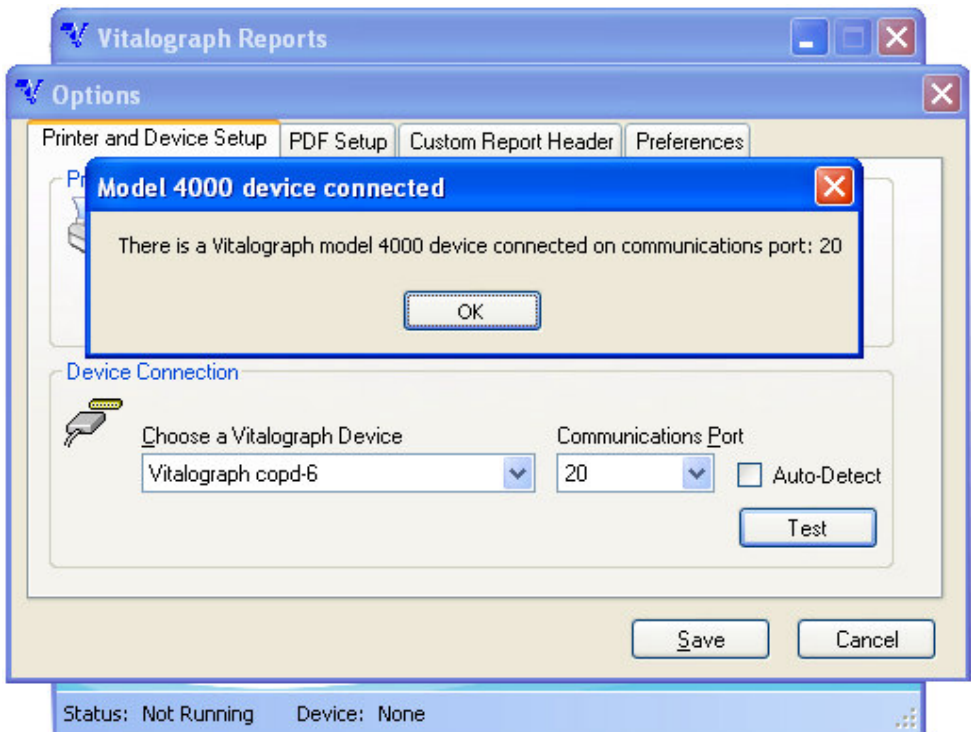 Vitalograph Reports
Options
Printer and Device Setup PDF Setup Custom Report Header Preferences
Pr
Model 4000 device connected
There is a Vitalograph model 4000 device connected on communications port: 20
OK
Device Connection
Choose a Vitalograph Device Communications Port
Vitalograph copd-6 20 Auto-Detect
Test
Save Cancel
Status: Not Running Device: None